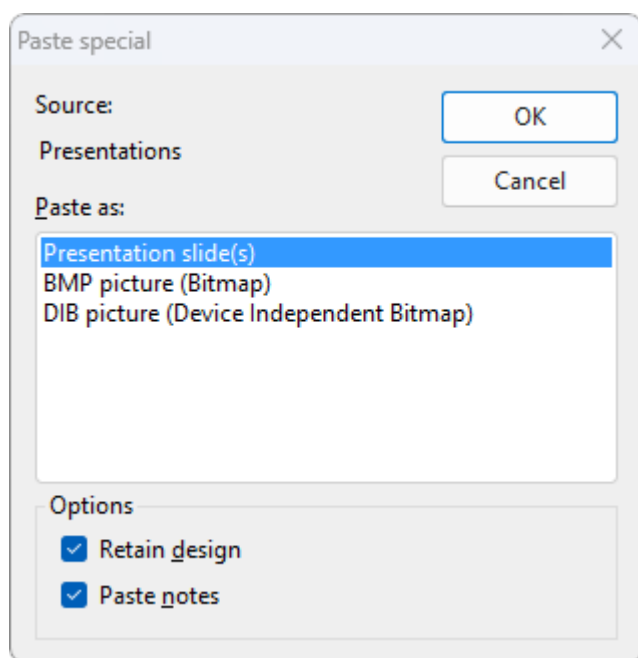 Paste special
Source:
OK
Presentations
Cancel
Paste as:
Presentation slide(s)
BMP picture (Bitmap)
DIB picture (Device Independent Bitmap)
Options
Retain design
Paste notes